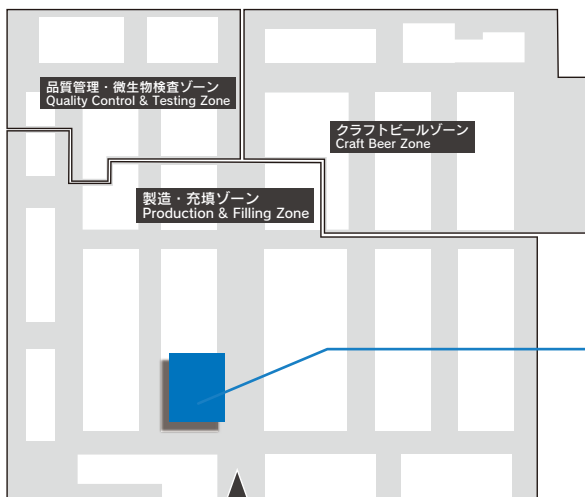 品質管理・微生物検査ゾーン
Quality Control & Testing Zone
クラフトビールゾーン
Craft Beer Zone
製造・充填ゾーン
Production & Filling Zone